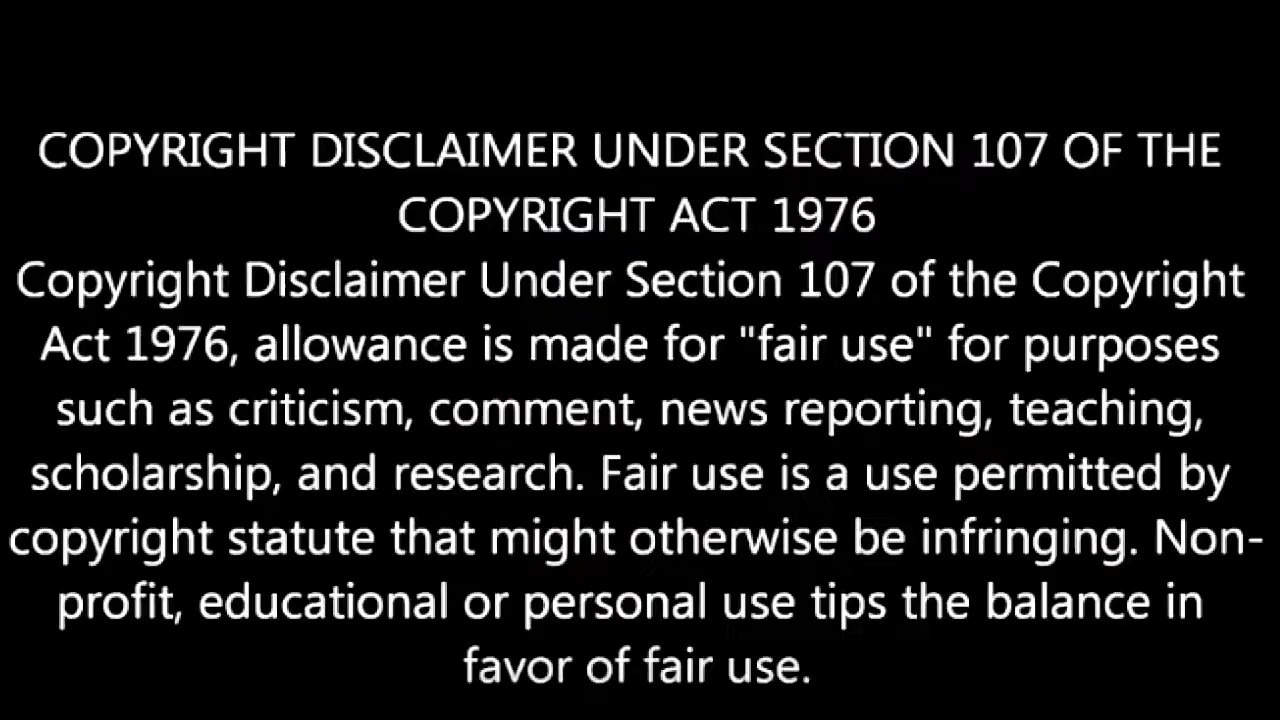 COPYRIGHT DISCLAIMER UNDER SECTION 107 OF THE
COPYRIGHT ACT 1976
Copyright Disclaimer Under Section 107 of the Copyright
Act 1976, allowance is made for "fair use" for purposes
such as criticism, comment, news reporting, teaching,
scholarship, and research. Fair use is a use permitted by
copyright statute that might otherwise be infringing. Non-
profit, educational or personal use tips the balance in
favor of fair use.